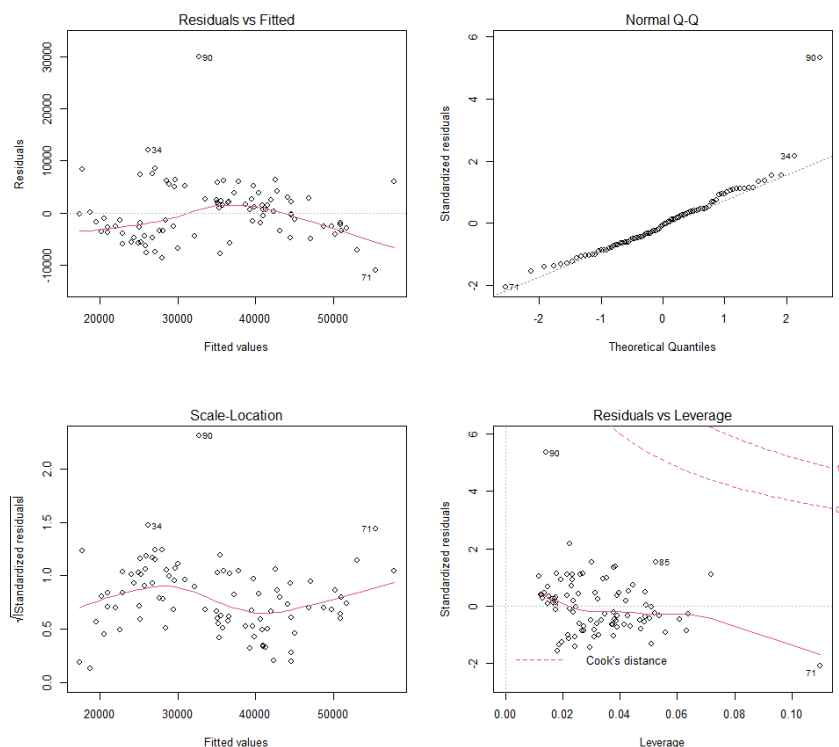 Residuals vs Fitted
Residuals
30000
20000
10000
0
-10000
90
34
71
20000 30000 40000 50000
Fitted values
Normal Q-Q
Standardized residuals
6
4
2
0
-2
90
34
71
-2 -1 0 1 2
Theoretical Quantiles
Scale-Location
√|Standardized residuals|
2.0
1.5
1.0
0.5
0.0
90
34
71
20000 30000 40000 50000
Fitted values
Residuals vs Leverage
Standardized residuals
6
4
2
0
-2
90
85
71
Cook's distance
1
0.00 0.02 0.04 0.06 0.08 0.10
Leverage